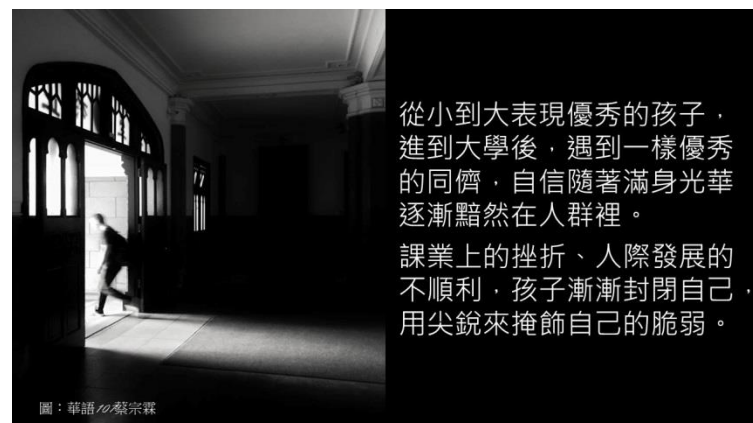 從小到大表現優秀的孩子，
進到大學後，遇到一樣優秀
的同儕，自信隨著滿身光華
逐漸黯然在人群裡。
課業上的挫折、人際發展的
不順利，孩子漸漸封閉自己，
用尖銳來掩飾自己的脆弱。
圖：華語101蔡宗霖